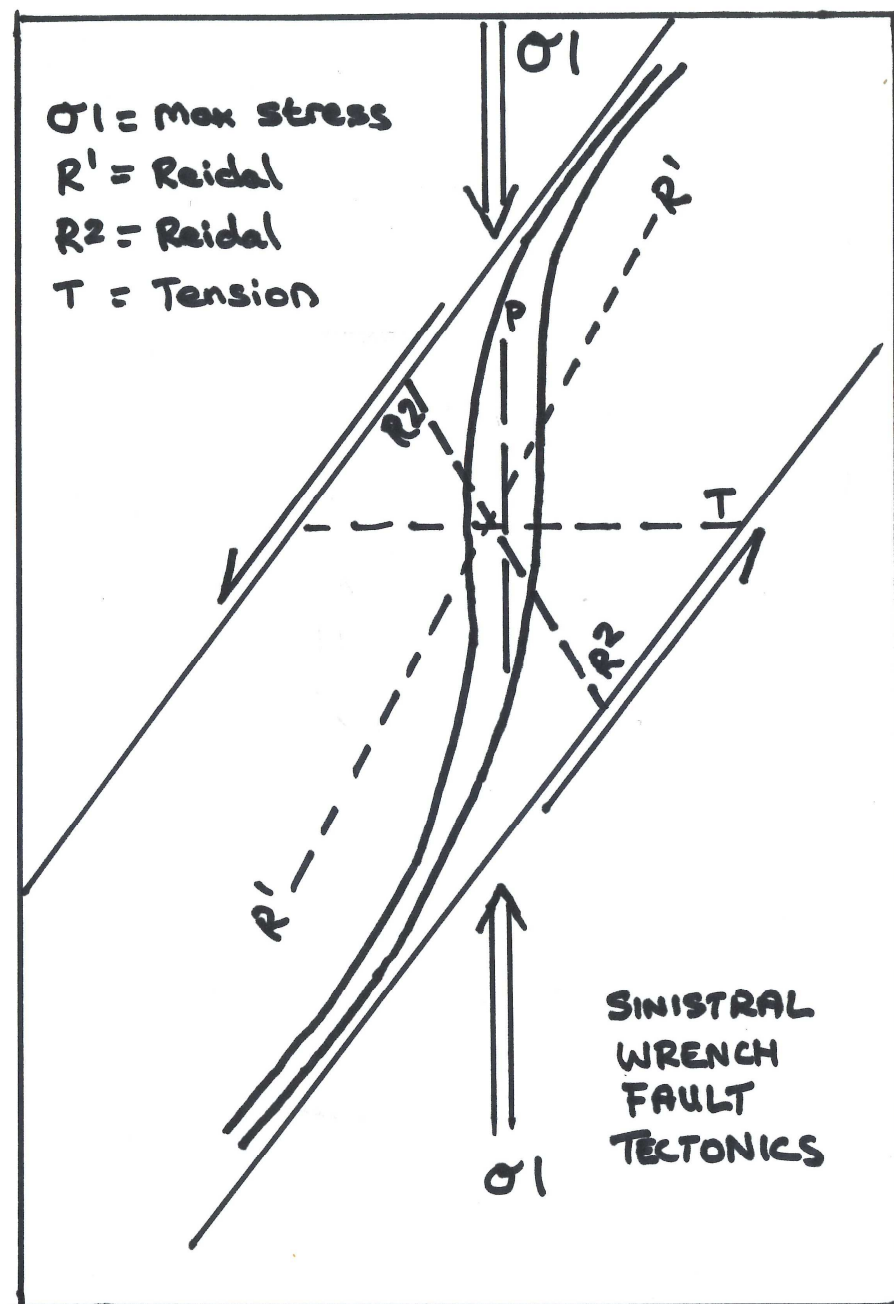 σ1
σ1 = Max stress
R' = Reidal
R2 = Reidal
T = Tension
R'
P
R2
T
R2
R'
SINISTRAL
WRENCH
FAULT
TECTONICS
σ1